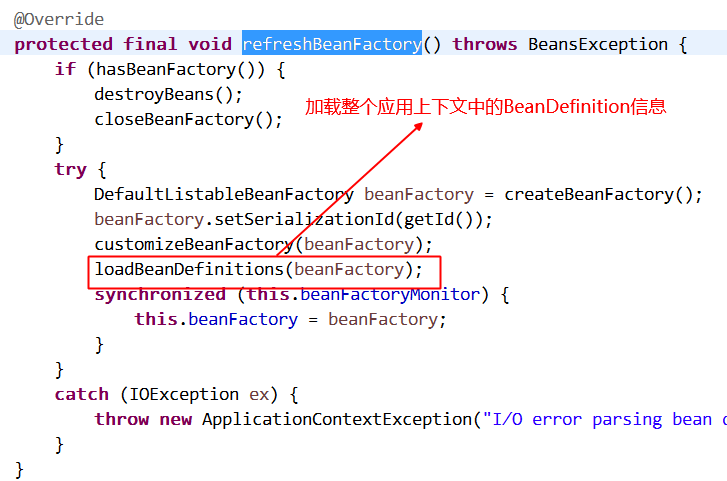 @Override
protected final void refreshBeanFactory() throws BeansException {
if (hasBeanFactory()) {
destroyBeans();
closeBeanFactory();
加载整个应用上下文中的BeanDefinition信息
}
try {
DefaultListableBeanFactory beanFactory = createBeanFactory();
beanFactory.setSerializationId(getId());
customizeBeanFactory(beanFactory);
loadBeanDefinitions(beanFactory);
synchronized (this.beanFactoryMonitor) {
this.beanFactory = beanFactory;
}
}
catch (IOException ex) {
throw new ApplicationContextException("I/O error parsing bean
}
}